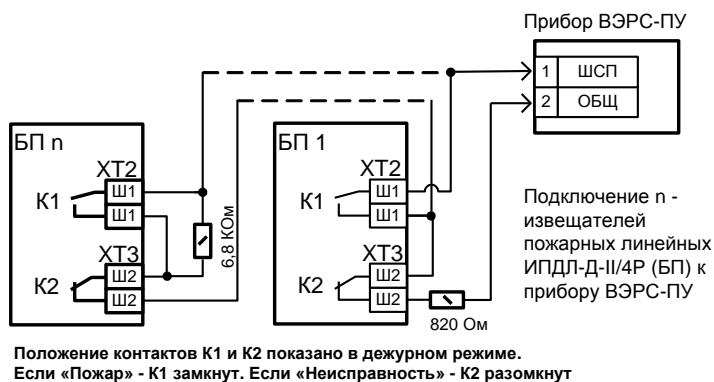 Прибор ВЭРС-ПУ
1 ШСП
2 ОБЩ
БП n
ХТ2
К1
Ш1
Ш1
6,8 КОм
ХТ3
К2
Ш2
Ш2
БП 1
ХТ2
К1
Ш1
Ш1
ХТ3
К2
Ш2
Ш2
820 Ом
Подключение n -
извещателей
пожарных линейных
ИПДЛ-Д-II/4Р (БП) к
прибору ВЭРС-ПУ
Положение контактов К1 и К2 показано в дежурном режиме.
Если «Пожар» - К1 замкнут. Если «Неисправность» - К2 разомкнут